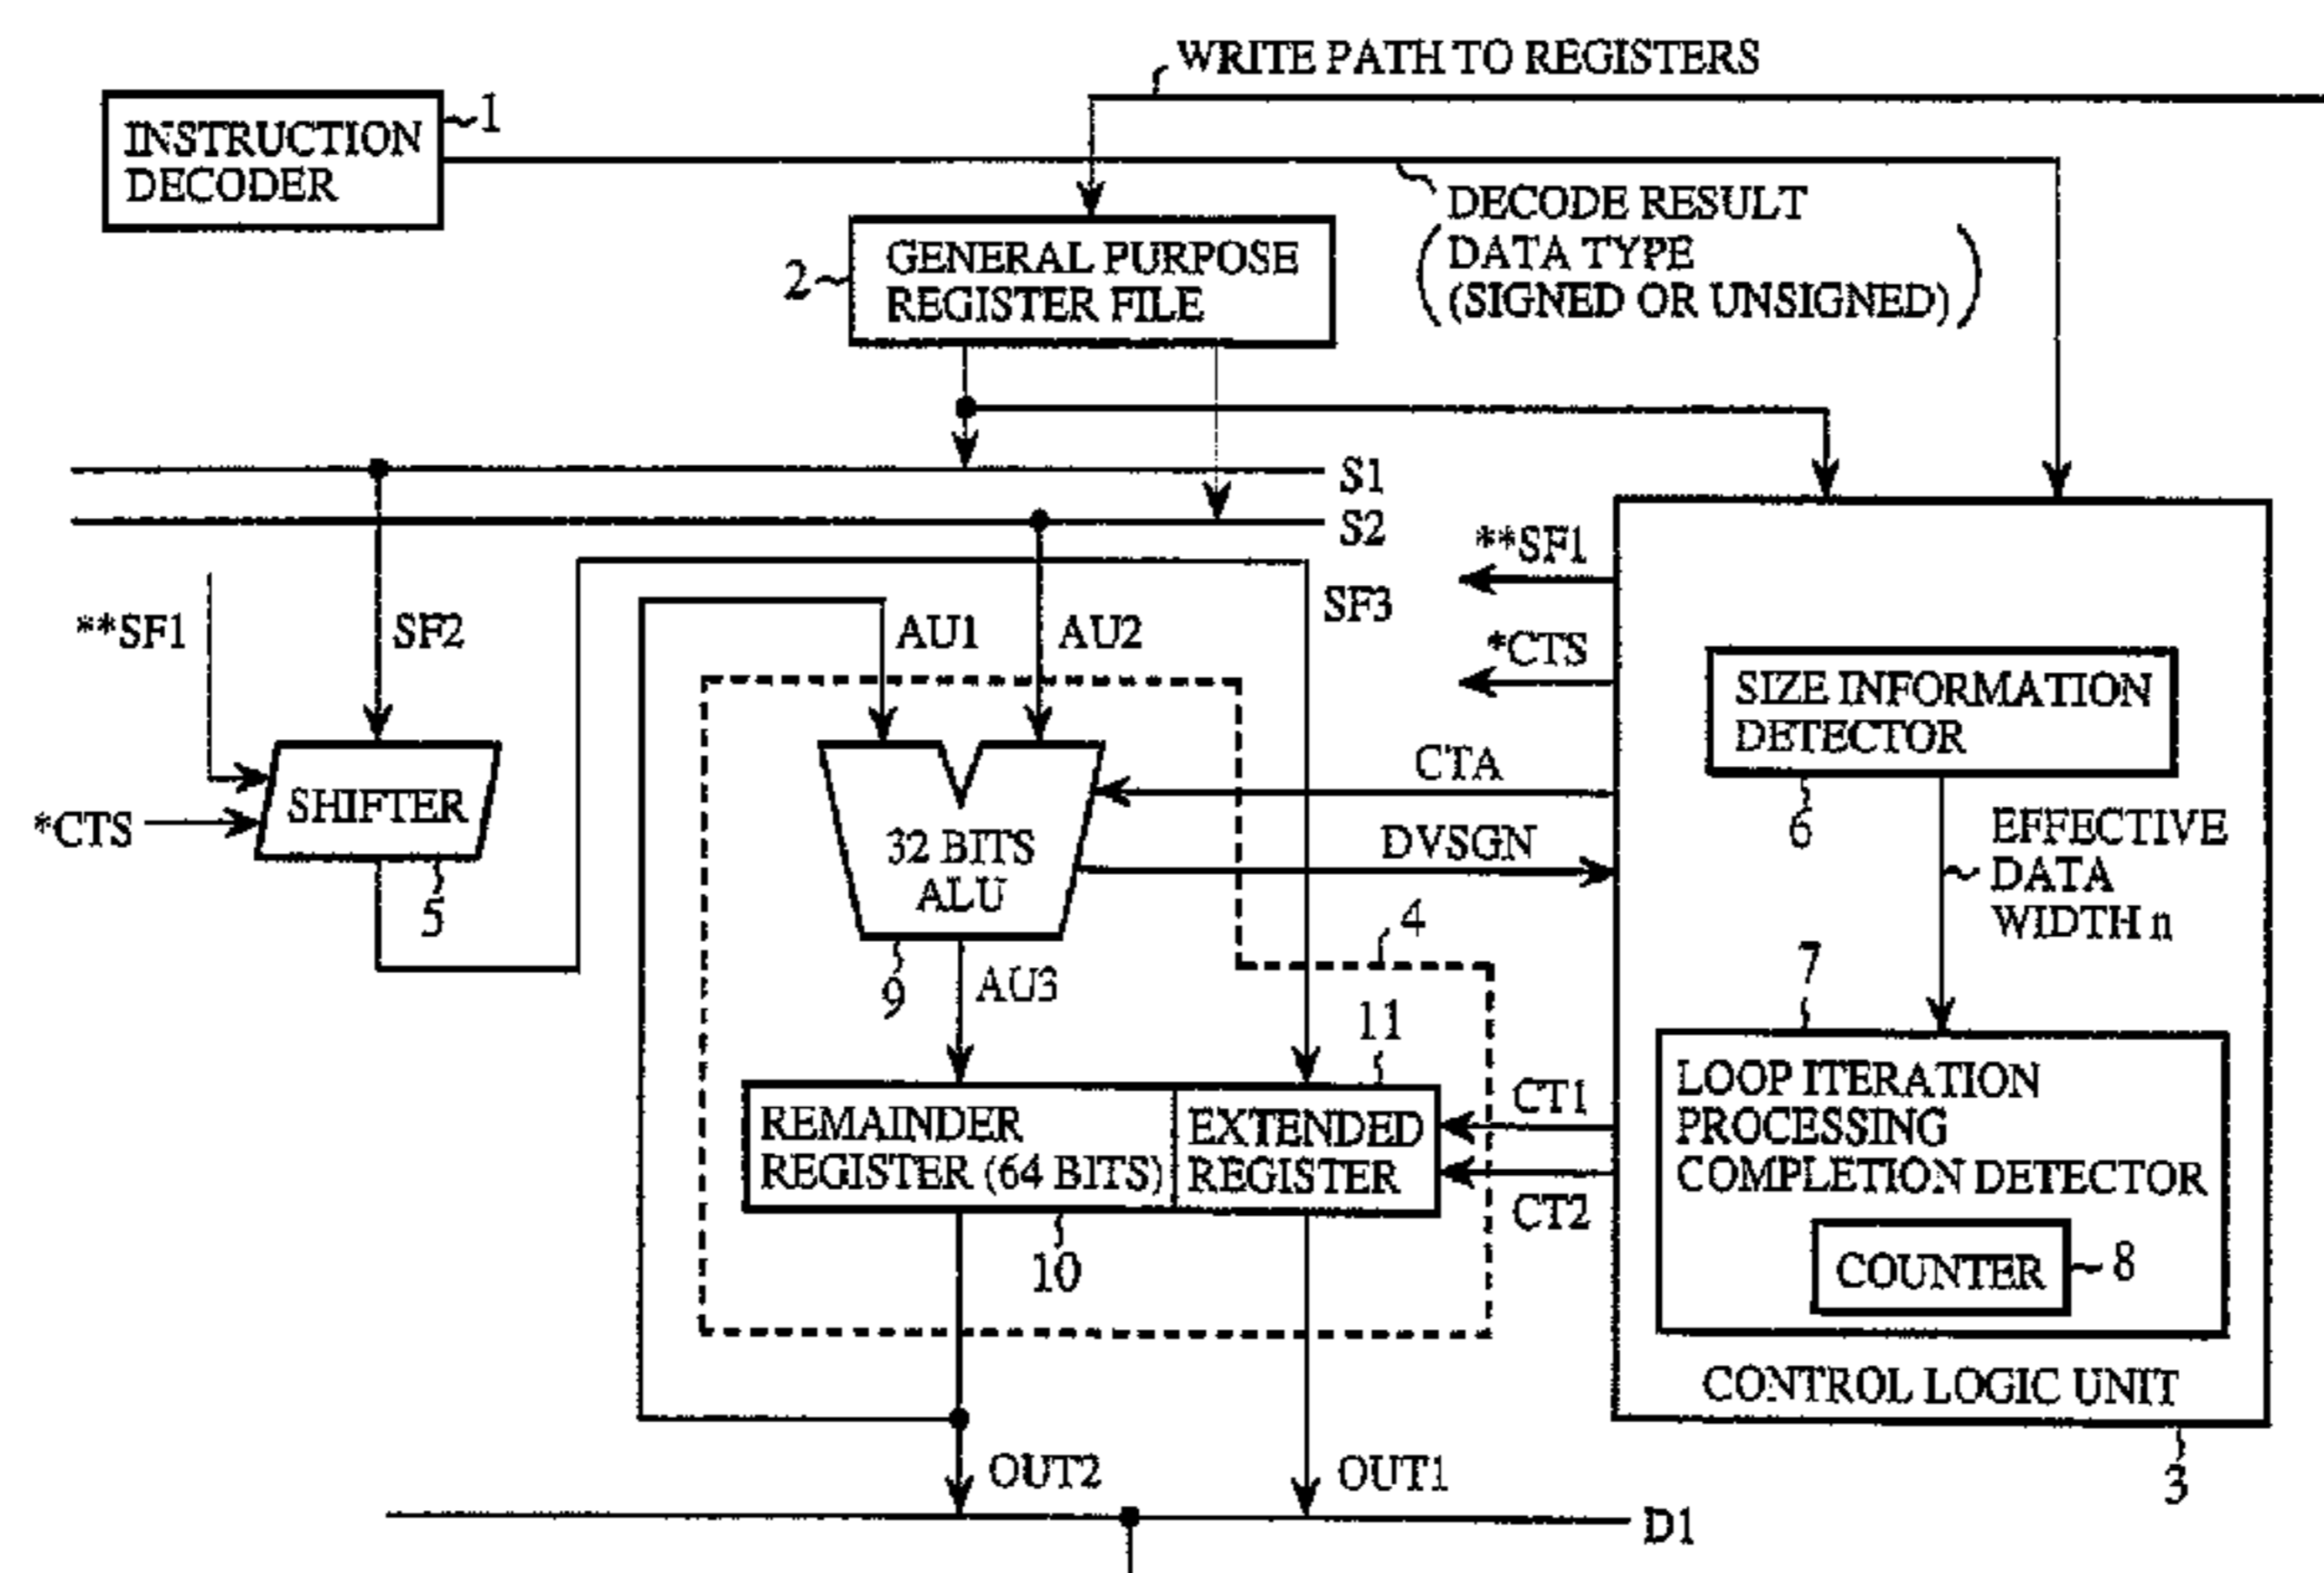 WRITE PATH TO REGISTERS
INSTRUCTION
DECODER
1
DECODE RESULT
DATA TYPE
(SIGNED OR UNSIGNED)
2
GENERAL PURPOSE
REGISTER FILE
S1
S2
**SF1
SF2
SF3
AU1
AU2
**SF1
*CTS
SHIFTER
*CTS
5
32 BITS
ALU
9
AU3
CTA
DVSGN
4
SIZE INFORMATION
DETECTOR
6
EFFECTIVE
DATA
WIDTH n
7
11
REMAINDER
REGISTER (64 BITS)
EXTENDED
REGISTER
10
CT1
CT2
LOOP ITERATION
PROCESSING
COMPLETION DETECTOR
COUNTER
8
CONTROL LOGIC UNIT
3
OUT2
OUT1
D1